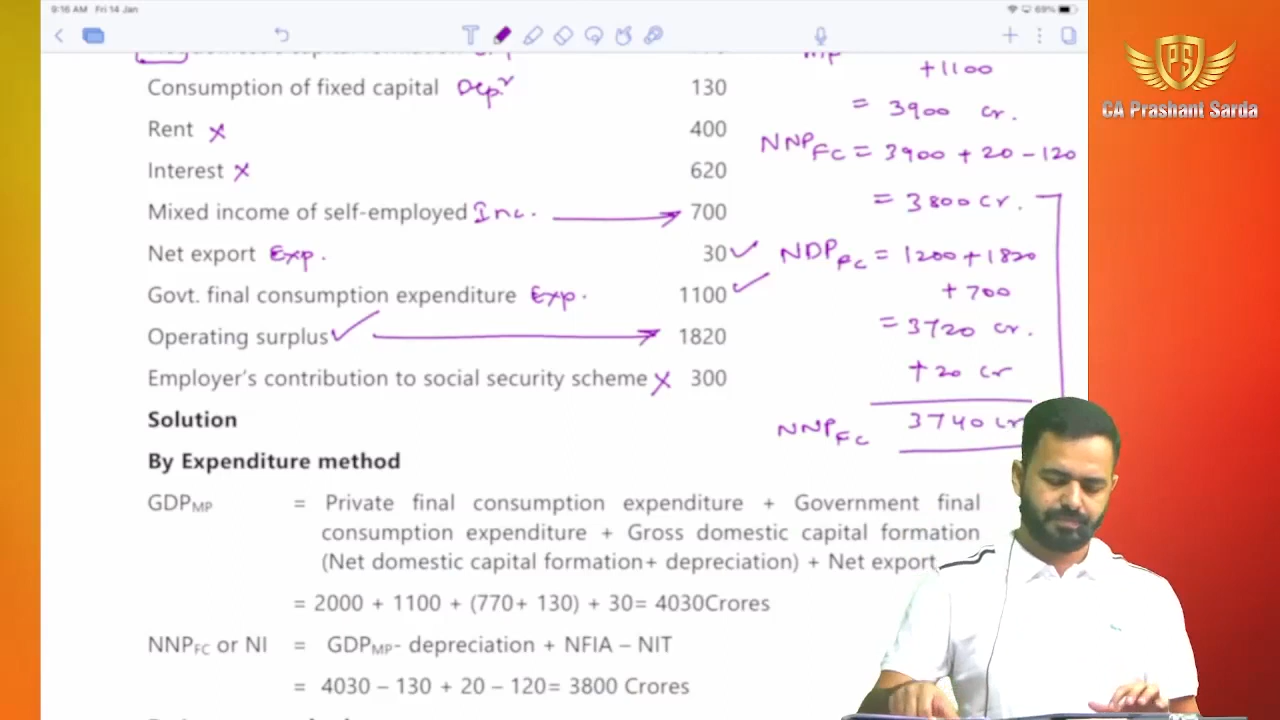 9:16 AM Fri 14 Jan
69%
T
MP
+1100
Consumption of fixed capital Depr 130
= 3900 cr.
Rent x 400
NNPFC = 3900 + 20 - 120
Interest x 620
= 3800 cr.
Mixed income of self-employed Inc. 700
Net export Exp. 30
NDPFC = 1200 + 1820
+ 700
Govt. final consumption expenditure Exp. 1100
= 3720 cr.
Operating surplus 1820
+ 20 cr
Employer's contribution to social security scheme x 300
NNPFC 3740 cr
Solution
By Expenditure method
GDPMP = Private final consumption expenditure + Government final
consumption expenditure + Gross domestic capital formation
(Net domestic capital formation+ depreciation) + Net export
= 2000 + 1100 + (770+ 130) + 30= 4030Crores
NNPFC or NI = GDPMP- depreciation + NFIA – NIT
= 4030 – 130 + 20 – 120= 3800 Crores
PS
CA Prashant Sarda